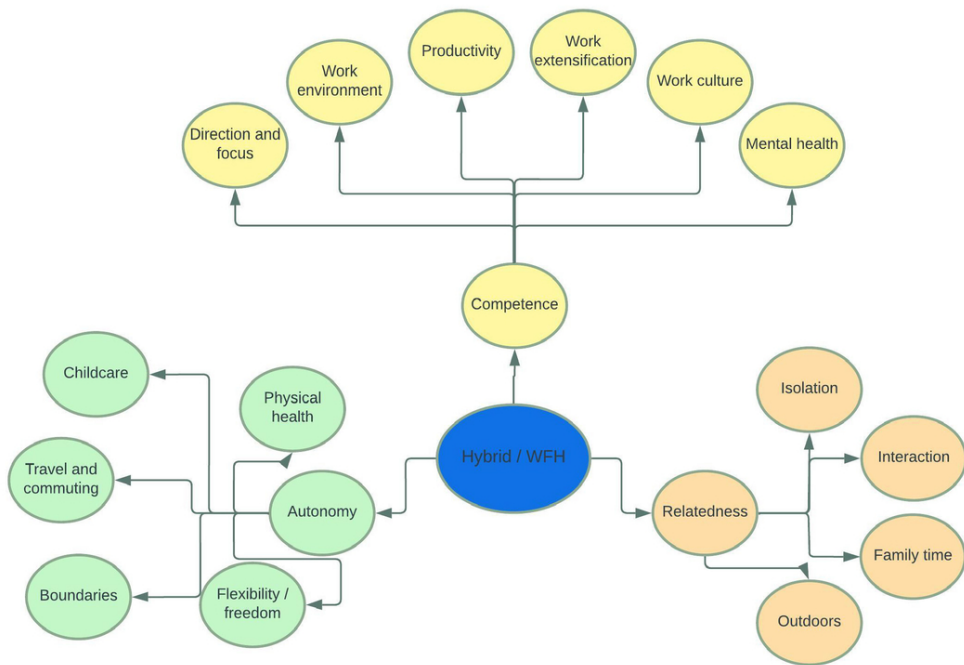 Work
extensification
Productivity
Work
environment
Work culture
Direction and
focus
Mental health
Competence
Childcare
Physical
health
Isolation
Hybrid / WFH
Interaction
Travel and
commuting
Autonomy
Relatedness
Family time
Boundaries
Flexibility /
freedom
Outdoors